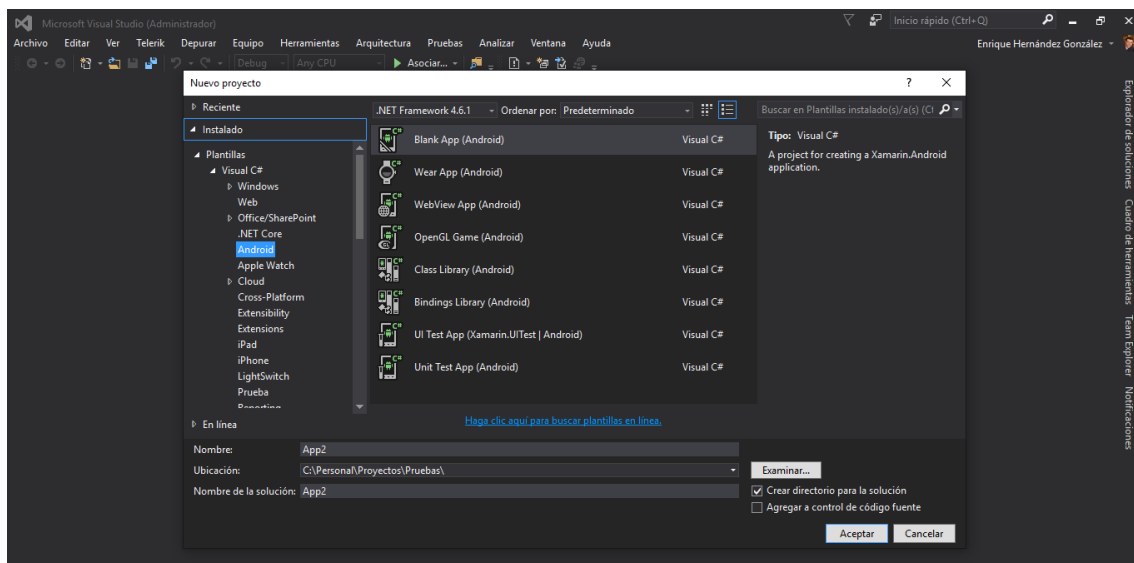 Microsoft Visual Studio (Administrador)
Inicio rápido (Ctrl+Q)
Archivo Editar Ver Telerik Depurar Equipo Herramientas Arquitectura Pruebas Analizar Ventana Ayuda
Enrique Hernández González
Debug Any CPU Asociar...
Nuevo proyecto
Reciente
.NET Framework 4.6.1 Ordenar por: Predeterminado
Buscar en Plantillas instalado(s)/a(s) (Ct
Instalado
Plantillas
Visual C#
Windows
Web
Office/SharePoint
.NET Core
Android
Apple Watch
Cloud
Cross-Platform
Extensibility
Extensions
iPad
iPhone
LightSwitch
Prueba
Reporting
En línea
Blank App (Android) Visual C#
Wear App (Android) Visual C#
WebView App (Android) Visual C#
OpenGL Game (Android) Visual C#
Class Library (Android) Visual C#
Bindings Library (Android) Visual C#
UI Test App (Xamarin.UITest | Android) Visual C#
Unit Test App (Android) Visual C#
Haga clic aquí para buscar plantillas en línea.
Tipo: Visual C#
A project for creating a Xamarin.Android
application.
Nombre: App2
Ubicación: C:\Personal\Proyectos\Pruebas\
Examinar...
Nombre de la solución: App2
Crear directorio para la solución
Agregar a control de código fuente
Aceptar Cancelar
Explorador de soluciones
Cuadro de herramientas
Team Explorer
Notificaciones